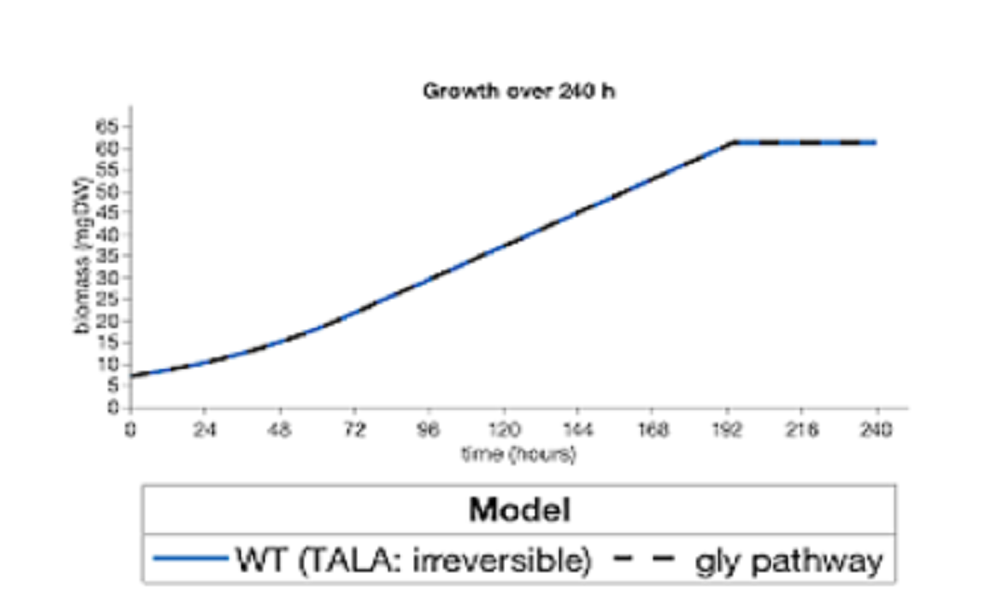 Growth over 240 h
biomass (mgDW)
65
60
55
50
45
40
35
30
25
20
15
10
5
0
0 24 48 72 96 120 144 168 192 216 240
time (hours)
Model
WT (TALA: irreversible) gly pathway